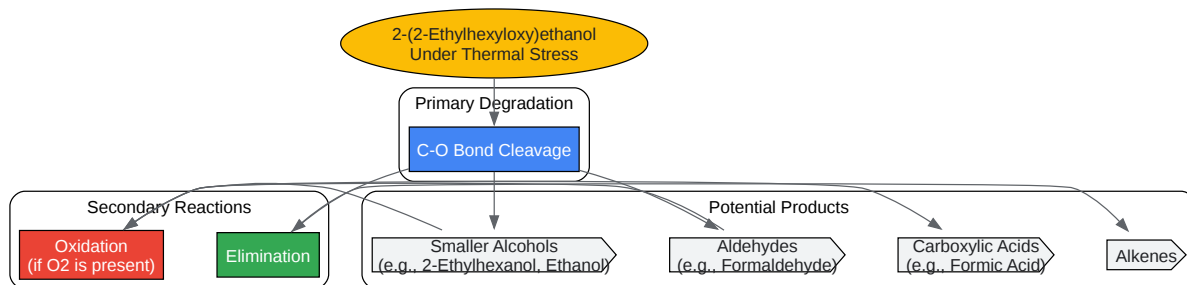 2-(2-Ethylhexyloxy)ethanol
Under Thermal Stress
Primary Degradation
C-O Bond Cleavage
Secondary Reactions
Potential Products
Oxidation
(if O2 is present)
Elimination
Smaller Alcohols
(e.g., 2-Ethylhexanol, Ethanol)
Aldehydes
(e.g., Formaldehyde)
Carboxylic Acids
(e.g., Formic Acid)
Alkenes